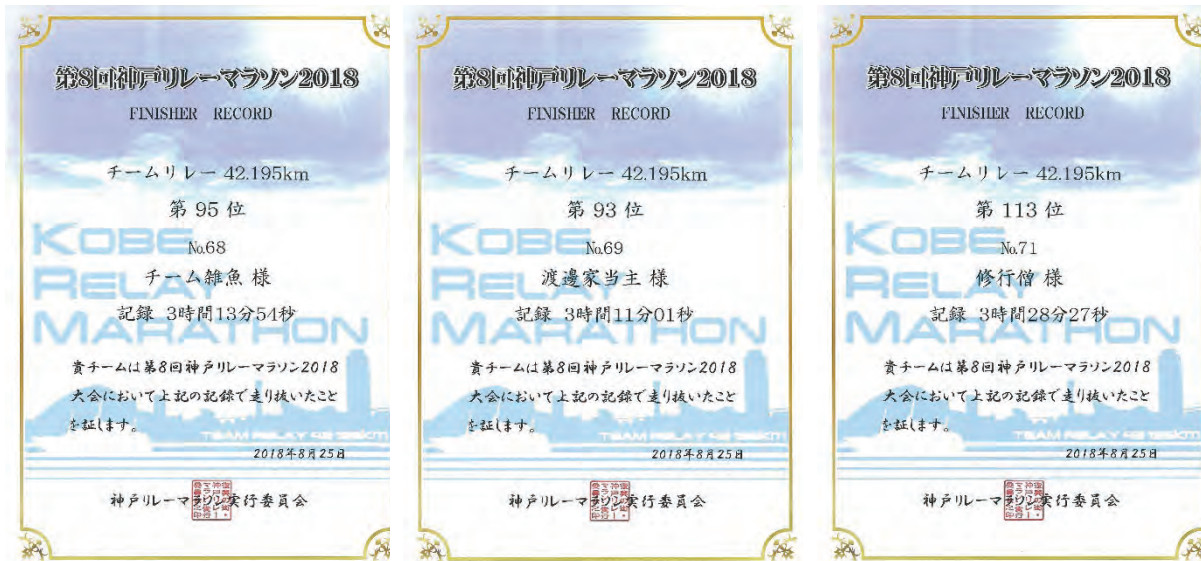 第8回神戸リレーマラソン2018
FINISHER RECORD
チームリレー 42.195km
第 95 位
№68
チーム雑魚 様
記録 3時間13分54秒
KOBE
RELAY
MARATHON
貴チームは第8回神戸リレーマラソン2018
大会において上記の記録で走り抜いたこと
を証します。
TEAM RELAY 42.195km
2018年8月25日
神戸リレーマラソン実行委員会
第8回神戸リレーマラソン2018
FINISHER RECORD
チームリレー 42.195km
第 93 位
№69
渡邊家当主 様
記録 3時間11分01秒
KOBE
RELAY
MARATHON
貴チームは第8回神戸リレーマラソン2018
大会において上記の記録で走り抜いたこと
を証します。
TEAM RELAY 42.195km
2018年8月25日
神戸リレーマラソン実行委員会
第8回神戸リレーマラソン2018
FINISHER RECORD
チームリレー 42.195km
第 113 位
№71
修行僧 様
記録 3時間28分27秒
KOBE
RELAY
MARATHON
貴チームは第8回神戸リレーマラソン2018
大会において上記の記録で走り抜いたこと
を証します。
TEAM RELAY 42.195km
2018年8月25日
神戸リレーマラソン実行委員会